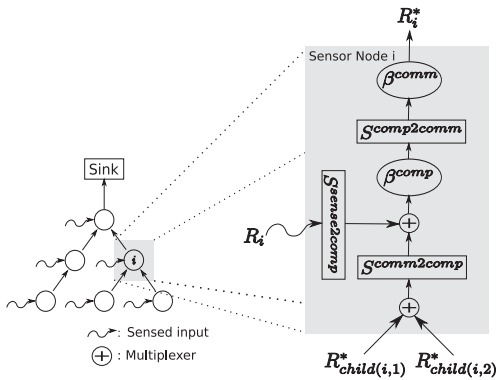 R*i
Sensor Node i
βcomm
Scomp2comm
Sink
βcomp
Ssense2comp
Ri
+
i
Scomm2comp
: Sensed input
+
+ : Multiplexer
R*child(i,1) R*child(i,2)